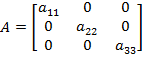 A = [a₁₁ 0 0
0 a₂₂ 0
0 0 a₃₃]